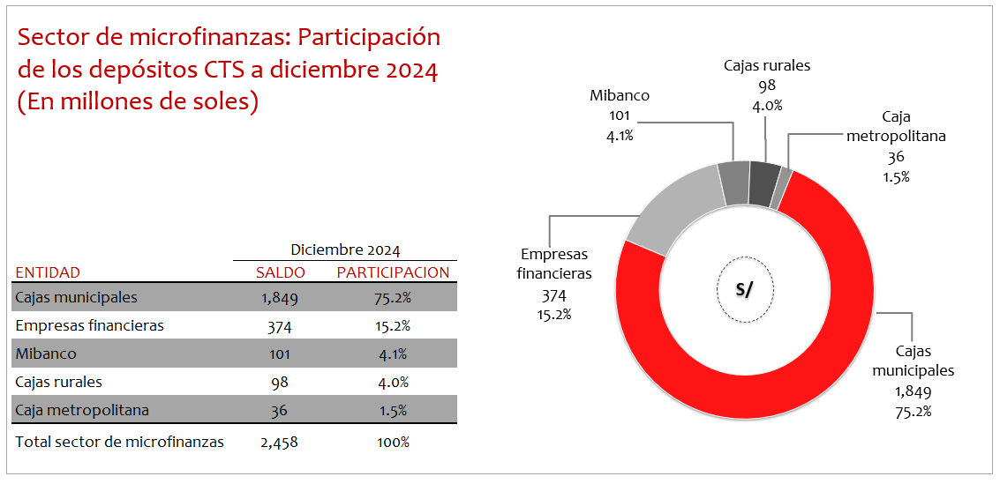 Sector de microfinanzas: Participación
de los depósitos CTS a diciembre 2024
(En millones de soles)
Diciembre 2024
ENTIDAD SALDO PARTICIPACION
Cajas municipales 1,849 75.2%
Empresas financieras 374 15.2%
Mibanco 101 4.1%
Cajas rurales 98 4.0%
Caja metropolitana 36 1.5%
Total sector de microfinanzas 2,458 100%
Cajas rurales
98
4.0%
Mibanco
101
4.1%
Caja
metropolitana
36
1.5%
Empresas
financieras
374
15.2%
S/
Cajas
municipales
1,849
75.2%